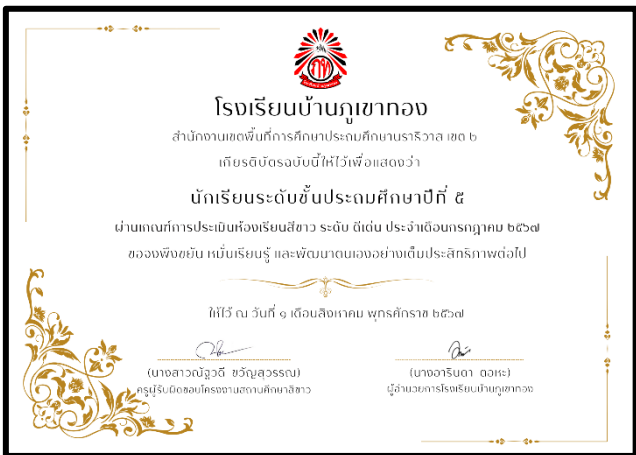 โรงเรียนบ้านภูเขาทอง
สำนักงานเขตพื้นที่การศึกษาประถมศึกษานราธิวาส เขต ๒
เกียรติบัตรฉบับนี้ให้ไว้เพื่อแสดงว่า
นักเรียนระดับชั้นประถมศึกษาปีที่ ๕
ผ่านเกณฑ์การประเมินห้องเรียนสีขาว ระดับ ดีเด่น ประจำเดือนกรกฎาคม ๒๕๖๗
ขอจงพึงขยัน หมั่นเรียนรู้ และพัฒนาตนเองอย่างเต็มประสิทธิภาพต่อไป
ให้ไว้ ณ วันที่ ๑ เดือนสิงหาคม พุทธศักราช ๒๕๖๗
(นางสาวณัฐวดี ขวัญสุวรรณ)
ครูผู้รับผิดชอบโครงงานสถานศึกษาสีขาว
(นางอารินดา ตอหะ)
ผู้อำนวยการโรงเรียนบ้านภูเขาทอง